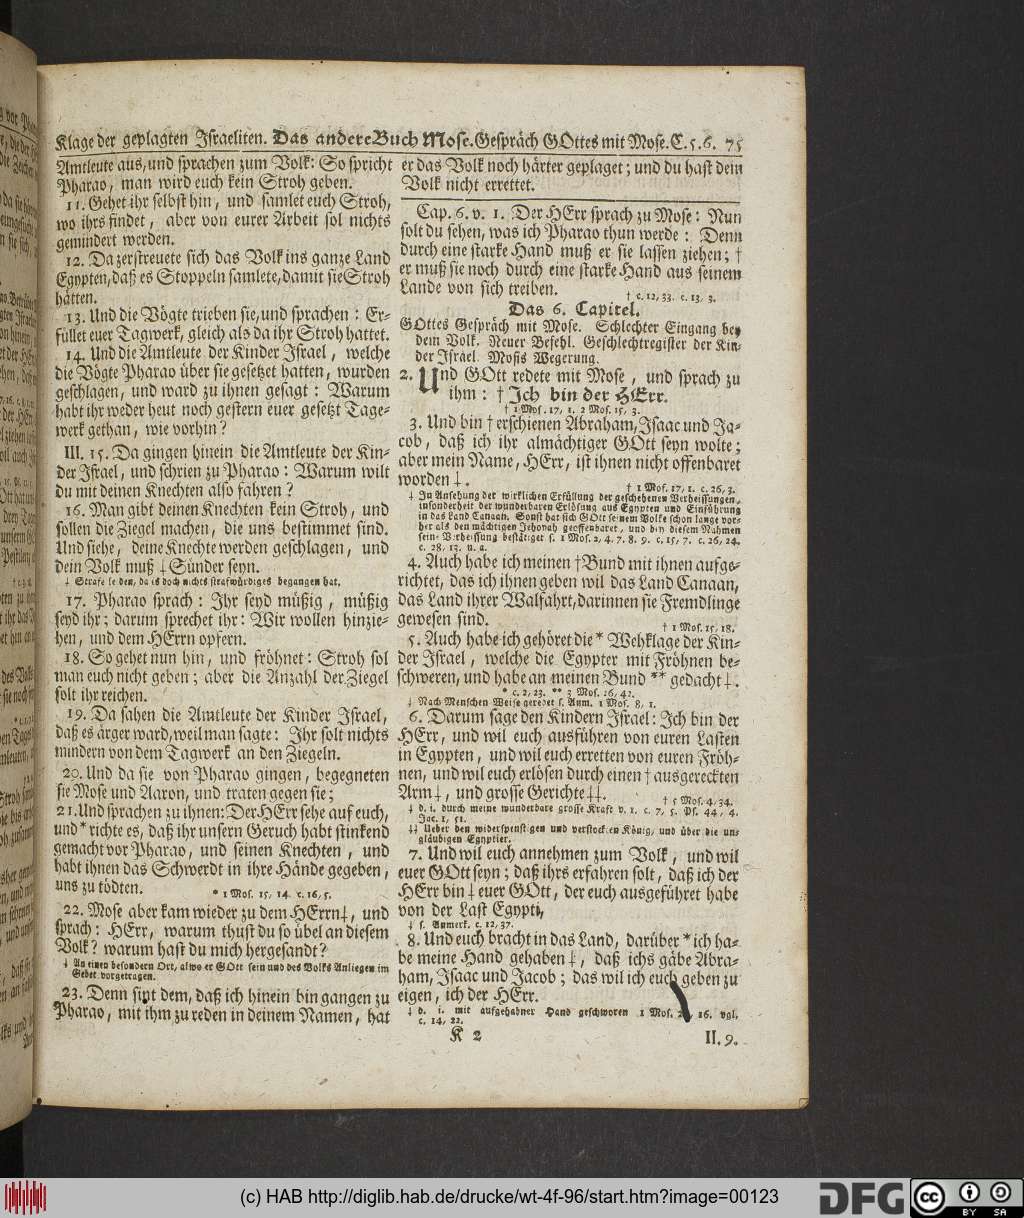 Klage der geplagten Israeliten. Das andere Buch Mose. Gespräch GOttes mit Mose. C. 5. 6. 75
Amtleute aus, und sprachen zum Volk: So spricht
Pharao, man wird euch kein Stroh geben.
11. Gehet ihr selbst hin, und samlet euch Stroh,
wo ihrs findet, aber von eurer Arbeit sol nichts
gemindert werden.
12. Da zerstreuete sich das Volk ins ganze Land
Egypten, daß es Stoppeln samlete, damit sie Stroh
hätten.
13. Und die Vögte trieben sie, und sprachen: Er-
füllet euer Tagwerk, gleich als da ihr Stroh hattet.
14. Und die Amtleute der Kinder Israel, welche
die Vögte Pharao über sie gesetzet hatten, wurden
geschlagen, und ward zu ihnen gesagt: Warum
habt ihr weder heut noch gestern euer gesetzt Tage-
werk gethan, wie vorhin?
III. 15. Da gingen hinein die Amtleute der Kin-
der Israel, und schrien zu Pharao: Warum wilt
du mit deinen Knechten also fahren?
16. Man gibt deinen Knechten kein Stroh, und
sollen die Ziegel machen, die uns bestimmet sind.
Und siehe, deine Knechte werden geschlagen, und
dein Volk muß ‡ Sünder seyn.
‡ Strafe leiden, da es doch nichts strafwürdiges begangen hat.
17. Pharao sprach: Ihr seyd müßig, müßig
seyd ihr; darum sprechet ihr: Wir wollen hinzie-
hen, und dem HErrn opfern.
18. So gehet nun hin, und fröhnet: Stroh sol
man euch nicht geben; aber die Anzahl der Ziegel
solt ihr reichen.
19. Da sahen die Amtleute der Kinder Israel,
daß es ärger ward, weil man sagte: Ihr solt nichts
mindern von dem Tagwerk an den Ziegeln.
20. Und da sie von Pharao gingen, begegneten
sie Mose und Aaron, und traten gegen sie;
21. Und sprachen zu ihnen: Der HErr sehe auf euch,
und * richte es, daß ihr unsern Geruch habt stinkend
gemacht vor Pharao, und seinen Knechten, und
habt ihnen das Schwerdt in ihre Hände gegeben,
uns zu tödten.
* 1 Mos. 15, 14. c. 16, 5.
22. Mose aber kam wieder zu dem HErrn ‡, und
sprach: HErr, warum thust du so übel an diesem
Volk? warum hast du mich hergesandt?
‡ An einen besondern Ort, alwo er GOtt sein und des Volks Anliegen im
Gebet vorgetragen.
23. Denn sint dem, daß ich hinein bin gangen zu
Pharao, mit ihm zu reden in deinem Namen, hat
er das Volk noch härter geplaget; und du hast dein
Volk nicht errettet.
Cap. 6. v. 1. Der HErr sprach zu Mose: Nun
solt du sehen, was ich Pharao thun werde: Denn
durch eine starke Hand muß er sie lassen ziehen; †
er muß sie noch durch eine starke Hand aus seinem
Lande von sich treiben.
† c. 12, 33. c. 13, 3.
Das 6. Capitel.
GOttes Gespräch mit Mose. Schlechter Eingang bey
dem Volk. Neuer Befehl. Geschlechtregister der Kin-
der Israel. Mosis Wegerung.
2. Und GOtt redete mit Mose, und sprach zu
ihm: † Ich bin der HErr.
† 1 Mos. 17, 1. 2 Mos. 15, 3.
3. Und bin † erschienen Abraham, Isaac und Ja-
cob, daß ich ihr almächtiger GOtt seyn wolte;
aber mein Name, HErr, ist ihnen nicht offenbaret
worden ‡.
† 1 Mos. 17, 1. c. 26, 3.
‡ In Ansehung der wirklichen Erfüllung der geschehenen Verheissungen,
insonderheit der wunderbaren Erlösung aus Egypten und Einführung
in das Land Canaan. Sonst hat sich GOtt seinem Volke schon lange vor-
her als den mächtigen Jehovah geoffenbaret, und bey diesem Nahmen
seine Verheissung bestätiget s. 1 Mos. 2, 4. 7. 8. 9. c. 15, 7. c. 26, 24.
c. 28, 13. u. a.
4. Auch habe ich meinen † Bund mit ihnen aufge-
richtet, das ich ihnen geben wil das Land Canaan,
das Land ihrer Walfahrt, darinnen sie Fremdlinge
gewesen sind.
† 1 Mos. 15, 18.
5. Auch habe ich gehöret die * Wehklage der Kin-
der Israel, welche die Egypter mit Fröhnen be-
schweren, und habe an meinen Bund ** gedacht ‡.
* c. 2, 23. ** 3 Mos. 26, 42.
‡ Nach Menschen Weise geredet s. Anm. 1 Mos. 8, 1.
6. Darum sage den Kindern Israel: Ich bin der
HErr, und wil euch ausführen von euren Lasten
in Egypten, und wil euch erretten von euren Fröh-
nen, und wil euch erlösen durch einen † ausgereckten
Arm ‡, und grosse Gerichte ‡‡.
† 5 Mos. 4, 34.
‡ d. i. durch meine wunderbare grosse Kraft v. 1. c. 7, 5. Ps. 44, 4.
Jac. 1, 51.
‡‡ Ueber den widerspenstigen und verstockten König, und über die un-
gläubigen Egyptier.
7. Und wil euch annehmen zum Volk, und wil
euer GOtt seyn; daß ihrs erfahren solt, daß ich der
HErr bin ‡ euer GOtt, der euch ausgeführet habe
von der Last Egypti,
‡ s. Anmerk. c. 12, 37.
8. Und euch bracht in das Land, darüber * ich ha-
be meine Hand gehaben ‡, daß ichs gäbe Abra-
ham, Isaac und Jacob; das wil ich euch geben zu
eigen, ich der HErr.
‡ d. i. mit aufgehabner Hand geschworen 1 Mos. 2 16. vgl.
c. 14, 22.
K 2
II. 9.
(c) HAB http://diglib.hab.de/drucke/wt-4f-96/start.htm?image=00123
DFG
cc
BY SA